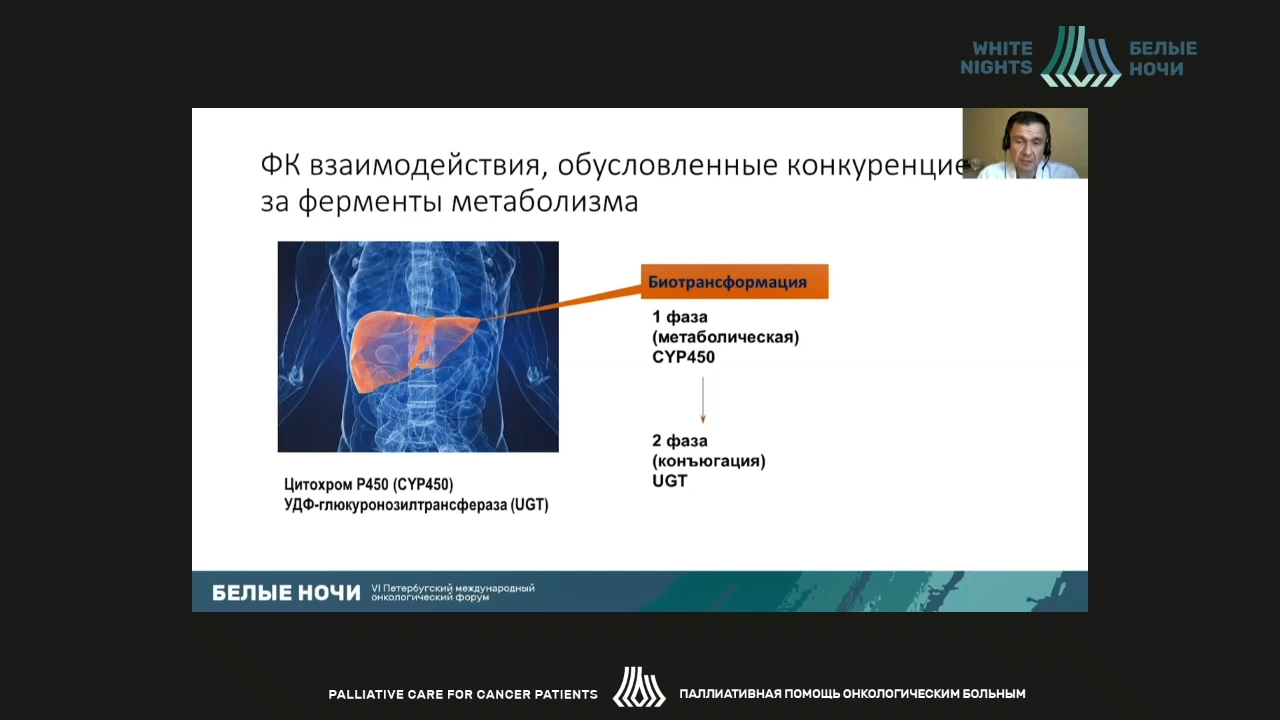 WHITE
NIGHTS
БЕЛЫЕ
НОЧИ
ФК взаимодействия, обусловленные конкуренцие
за ферменты метаболизма
Биотрансформация
1 фаза
(метаболическая)
CYP450
2 фаза
(конъюгация)
UGT
Цитохром P450 (CYP450)
УДФ-глюкуронозилтрансфераза (UGT)
БЕЛЫЕ НОЧИ
VI Петербугский международный
онкологический форум
PALLIATIVE CARE FOR CANCER PATIENTS
ПАЛЛИАТИВНАЯ ПОМОЩЬ ОНКОЛОГИЧЕСКИМ БОЛЬНЫМ